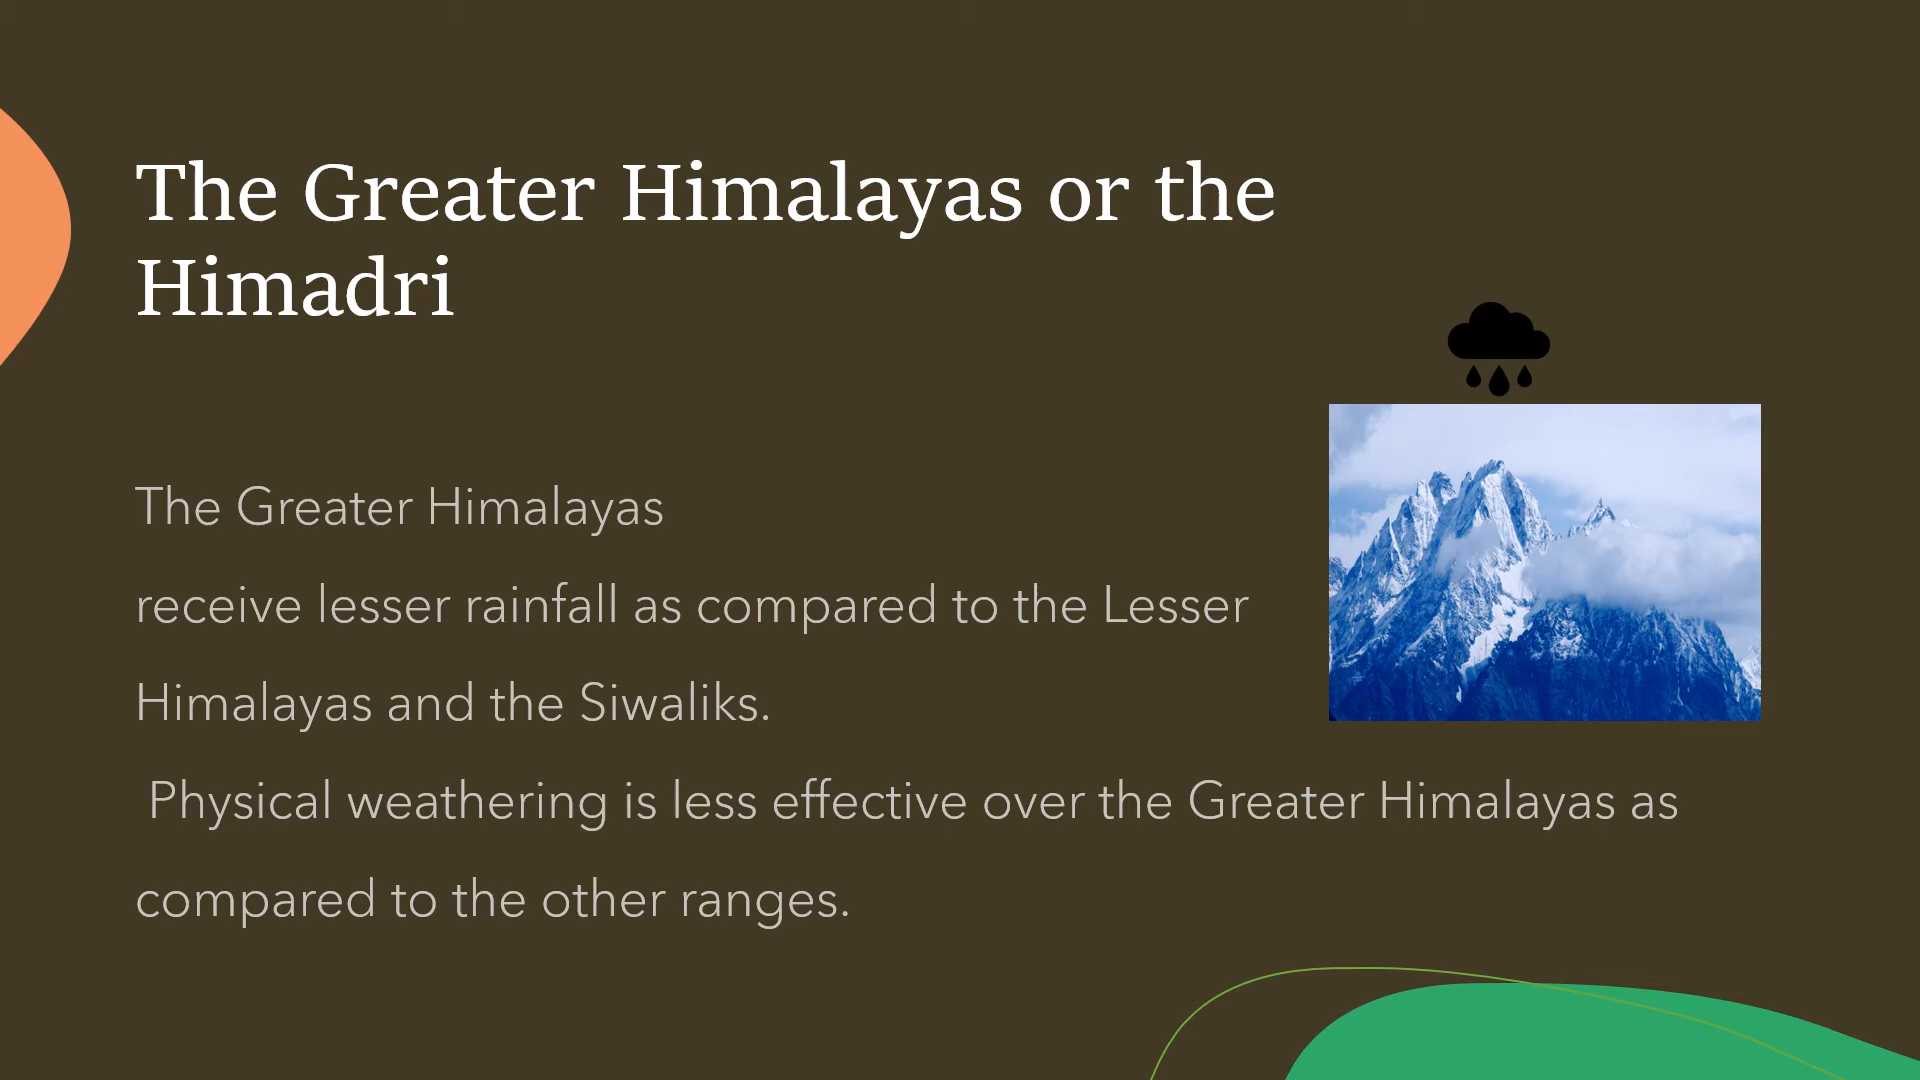 The Greater Himalayas or the
Himadri
The Greater Himalayas
receive lesser rainfall as compared to the Lesser
Himalayas and the Siwaliks.
Physical weathering is less effective over the Greater Himalayas as
compared to the other ranges.